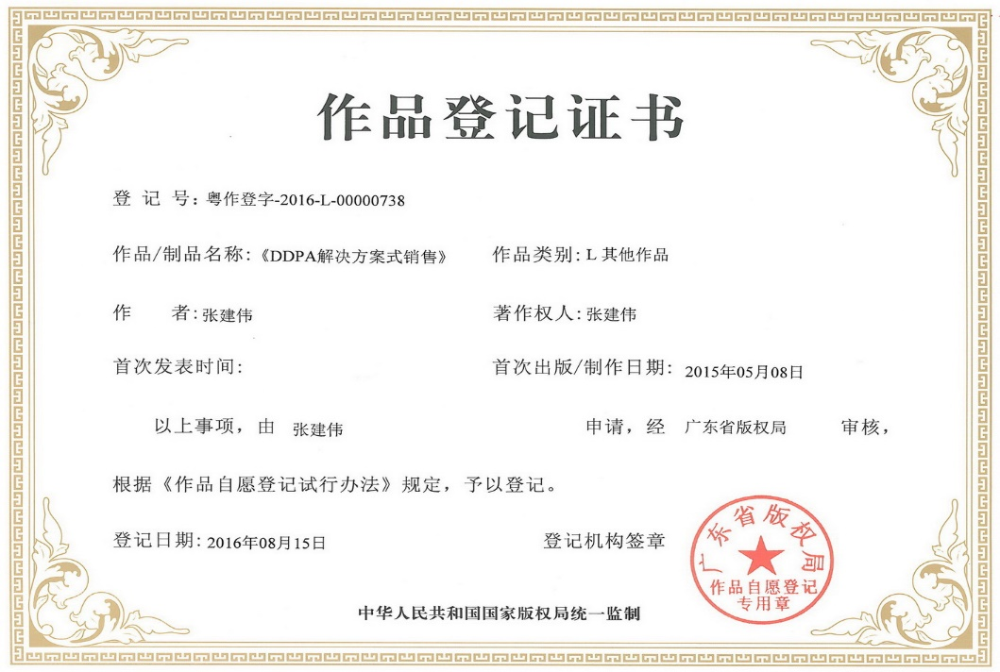 作品登记证书
登 记 号: 粤作登字-2016-L-00000738
作品/制品名称:《DDPA解决方案式销售》 作品类别: L 其他作品
作 者: 张建伟 著作权人: 张建伟
首次发表时间: 首次出版/制作日期: 2015年05月08日
以上事项，由 张建伟 申请，经 广东省版权局 审核，
根据《作品自愿登记试行办法》规定，予以登记。
登记日期: 2016年08月15日 登记机构签章
广东省版权局
作品自愿登记
专用章
中华人民共和国国家版权局统一监制